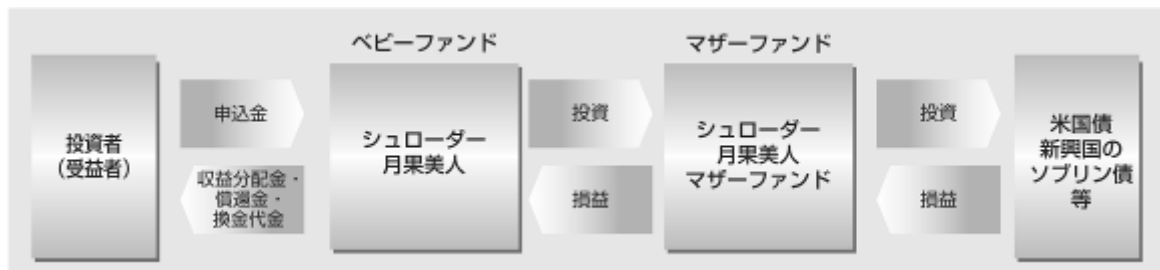 ベビーファンド
マザーファンド
投資者
(受益者)
申込金
収益分配金・
償還金・
換金代金
シュローダー
月果美人
投資
損益
シュローダー
月果美人
マザーファンド
投資
損益
米国債
新興国の
ソブリン債
等